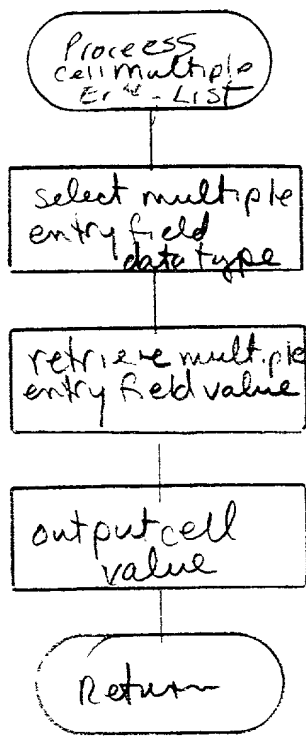 Process
cell multiple
- List
select multiple
entry field
data type
retrieve multiple
entry field value
output cell
value
Return